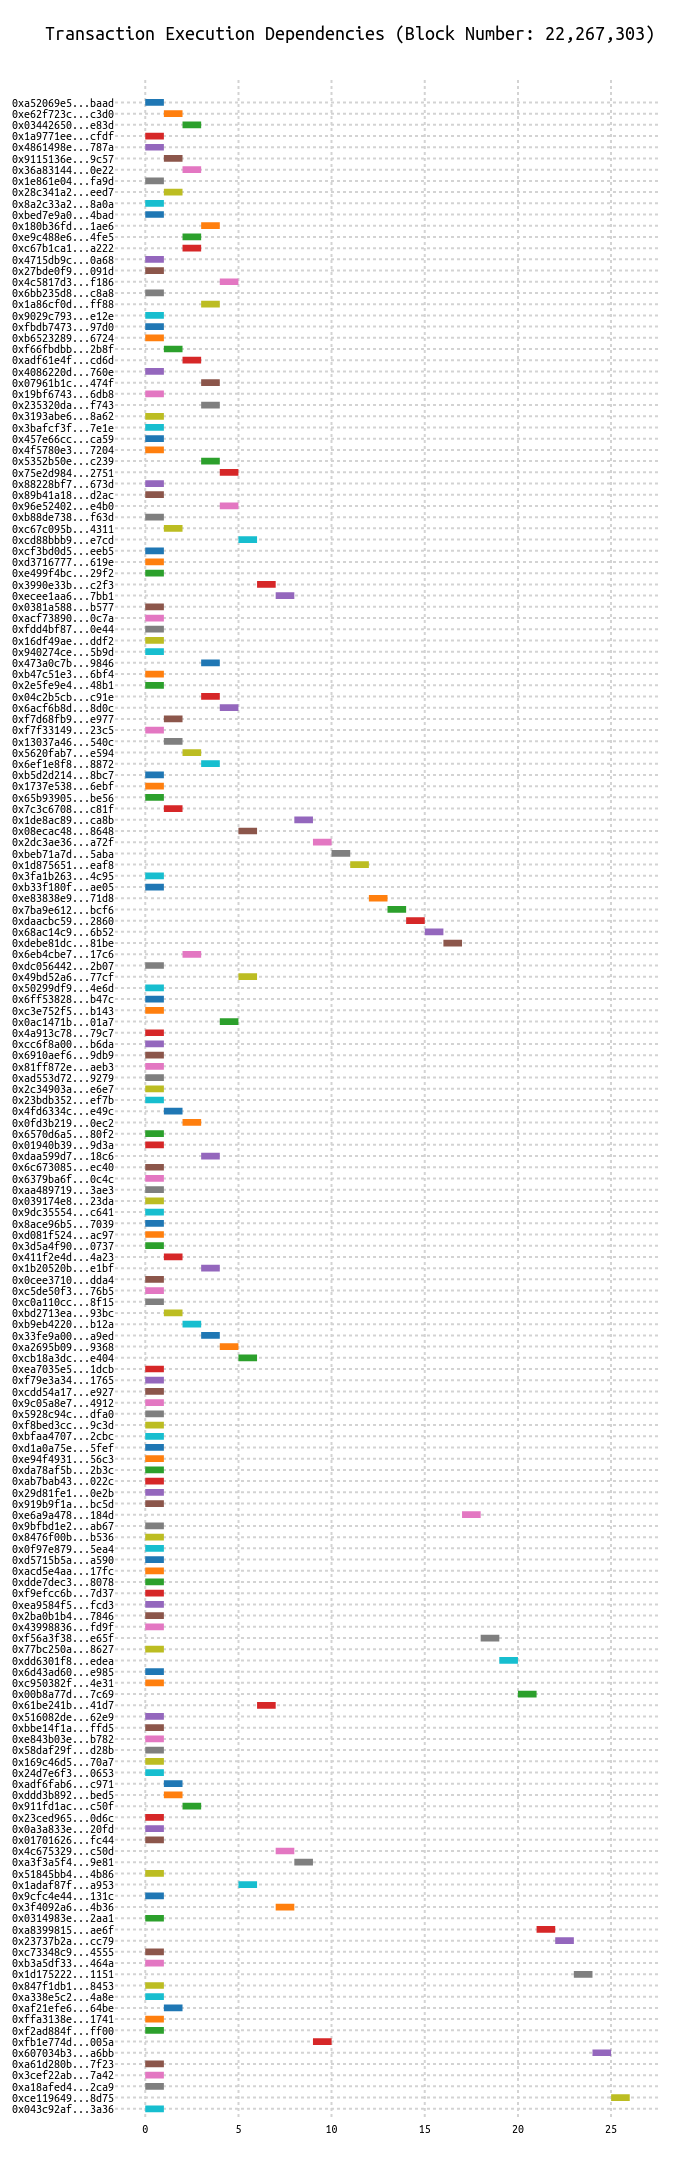 Transaction Execution Dependencies (Block Number: 22,267,303)
0xa52069e5...baad
0xe62f723c...c3d0
0x03442650...e83d
0x1a9771ee...cfdf
0x4861498e...787a
0x9115136e...9c57
0x36a83144...0e22
0x1e861e04...fa9d
0x28c341a2...eed7
0x8a2c33a2...8a0a
0xbed7e9a0...4bad
0x180b36fd...1ae6
0xe9c488e6...4fe5
0xc67b1ca1...a222
0x4715db9c...0a68
0x27bde0f9...091d
0x4c5817d3...f186
0x6bb235d8...c8a8
0x1a86cf0d...ff88
0x9029c793...e12e
0xfbdb7473...97d0
0xb6523289...6724
0xf66fbdbb...2b8f
0xadf61e4f...cd6d
0x4086220d...760e
0x07961b1c...474f
0x19bf6743...6db8
0x235320da...f743
0x3193abe6...8a62
0x3bafcf3f...7e1e
0x457e66cc...ca59
0x4f5780e3...7204
0x5352b50e...c239
0x75e2d984...2751
0x88228bf7...673d
0x89b41a18...d2ac
0x96e52402...e4b0
0xb88de738...f63d
0xc67c095b...4311
0xcd88bbb9...e7cd
0xcf3bd0d5...eeb5
0xd3716777...619e
0xe499f4bc...29f2
0x3990e33b...c2f3
0xecee1aa6...7bb1
0x0381a588...b577
0xacf73890...0c7a
0xfdd4bf87...0e44
0x16df49ae...ddf2
0x940274ce...5b9d
0x473a0c7b...9846
0xb47c51e3...6bf4
0x2e5fe9e4...48b1
0x04c2b5cb...c91e
0x6acf6b8d...8d0c
0xf7d68fb9...e977
0xf7f33149...23c5
0x13037a46...540c
0x5620fab7...e594
0x6ef1e8f8...8872
0xb5d2d214...8bc7
0x1737e538...6ebf
0x65b93905...be56
0x7c3c6708...c81f
0x1de8ac89...ca8b
0x08ecac48...8648
0x2dc3ae36...a72f
0xbeb71a7d...5aba
0x1d875651...eaf8
0x3fa1b263...4c95
0xb33f180f...ae05
0xe83838e9...71d8
0x7ba9e612...bcf6
0xdaacbc59...2860
0x68ac14c9...6b52
0xdebe81dc...81be
0x6eb4cbe7...17c6
0xdc056442...2b07
0x49bd52a6...77cf
0x50299df9...4e6d
0x6ff53828...b47c
0xc3e752f5...b143
0x0ac1471b...01a7
0x4a913c78...79c7
0xcc6f8a00...b6da
0x6910aef6...9db9
0x81ff872e...aeb3
0xad553d72...9279
0x2c34903a...e6e7
0x23bdb352...ef7b
0x4fd6334c...e49c
0x0fd3b219...0ec2
0x6570d6a5...80f2
0x01940b39...9d3a
0xdaa599d7...18c6
0x6c673085...ec40
0x6379ba6f...0c4c
0xaa489719...3ae3
0x039174e8...23da
0x9dc35554...c641
0x8ace96b5...7039
0xd081f524...ac97
0x3d5a4f90...0737
0x411f2e4d...4a23
0x1b20520b...e1bf
0x0cee3710...dda4
0xc5de50f3...76b5
0xc0a110cc...8f15
0xbd2713ea...93bc
0xb9eb4220...b12a
0x33fe9a00...a9ed
0xa2695b09...9368
0xcb18a3dc...e404
0xea7035e5...1dcb
0xf79e3a34...1765
0xcdd54a17...e927
0x9c05a8e7...4912
0x5928c94c...dfa0
0xf8bed3cc...9c3d
0xbfaa4707...2cbc
0xd1a0a75e...5fef
0xe94f4931...56c3
0xda78af5b...2b3c
0xab7bab43...022c
0x29d81fe1...0e2b
0x919b9f1a...bc5d
0xe6a9a478...184d
0x9bfbd1e2...ab67
0x8476f00b...b536
0x0f97e879...5ea4
0xd5715b5a...a590
0xacd5e4aa...17fc
0xdde7dec3...8078
0xf9efcc6b...7d37
0xea9584f5...fcd3
0x2ba0b1b4...7846
0x43998836...fd9f
0xf56a3f38...e65f
0x77bc250a...8627
0xdd6301f8...edea
0x6d43ad60...e985
0xc950382f...4e31
0x00b8a77d...7c69
0x61be241b...41d7
0x516082de...62e9
0xbbe14f1a...ffd5
0xe843b03e...b782
0x58daf29f...d28b
0x169c46d5...70a7
0x24d7e6f3...0653
0xadf6fab6...c971
0xddd3b892...bed5
0x911fd1ac...c50f
0x23ced965...0d6c
0x0a3a833e...20fd
0x01701626...fc44
0x4c675329...c50d
0xa3f3a5f4...9e81
0x51845bb4...4b86
0x1adaf87f...a953
0x9cfc4e44...131c
0x3f4092a6...4b36
0x0314983e...2aa1
0xa8399815...ae6f
0x23737b2a...cc79
0xc73348c9...4555
0xb3a5df33...464a
0x1d175222...1151
0x847f1db1...8453
0xa338e5c2...4a8e
0xaf21efe6...64be
0xffa3138e...1741
0xf2ad884f...ff00
0xfb1e774d...005a
0x607034b3...a6bb
0xa61d280b...7f23
0x3cef22ab...7a42
0xa18afed4...2ca9
0xce119649...8d75
0x043c92af...3a36
0 5 10 15 20 25